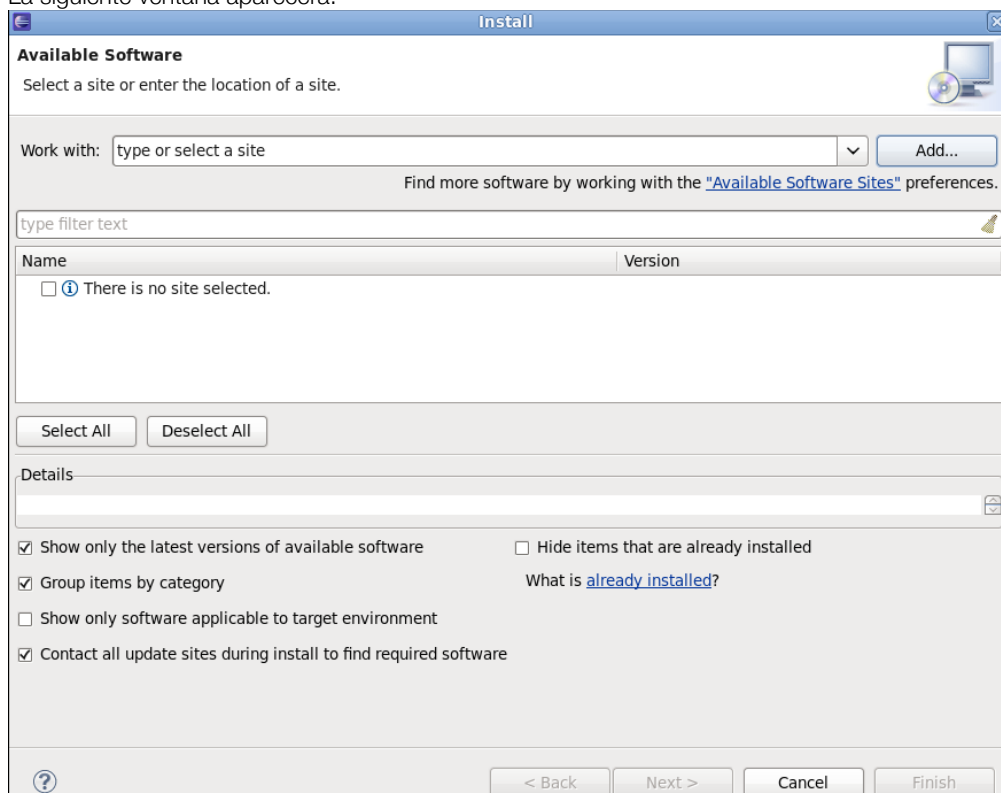 La siguiente ventana aparecerá:
Install
Available Software
Select a site or enter the location of a site.
Work with: type or select a site Add...
Find more software by working with the "Available Software Sites" preferences.
type filter text
Name Version
There is no site selected.
Select All Deselect All
Details
Show only the latest versions of available software Hide items that are already installed
Group items by category What is already installed?
Show only software applicable to target environment
Contact all update sites during install to find required software
? < Back Next > Cancel Finish